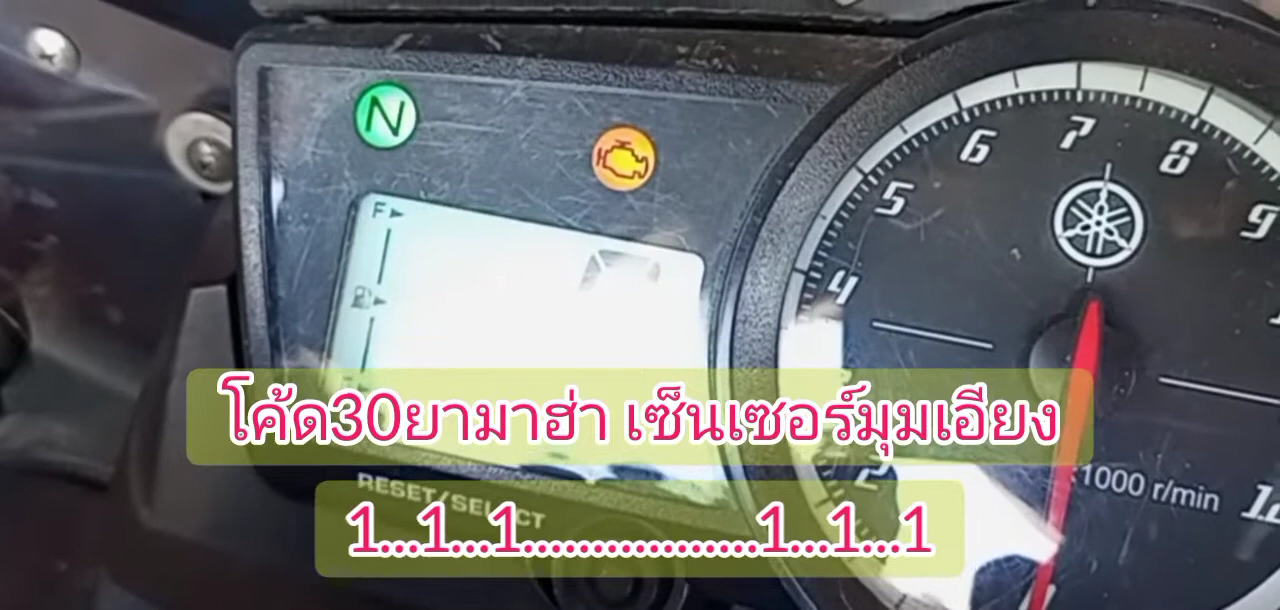 N
F
5
6
7
8
9
4
โค้ด30ยามาฮ่า เซ็นเซอร์มุมเอียง
2
×1000 r/min
RESET/SELECT
1...1...1.................1...1...1